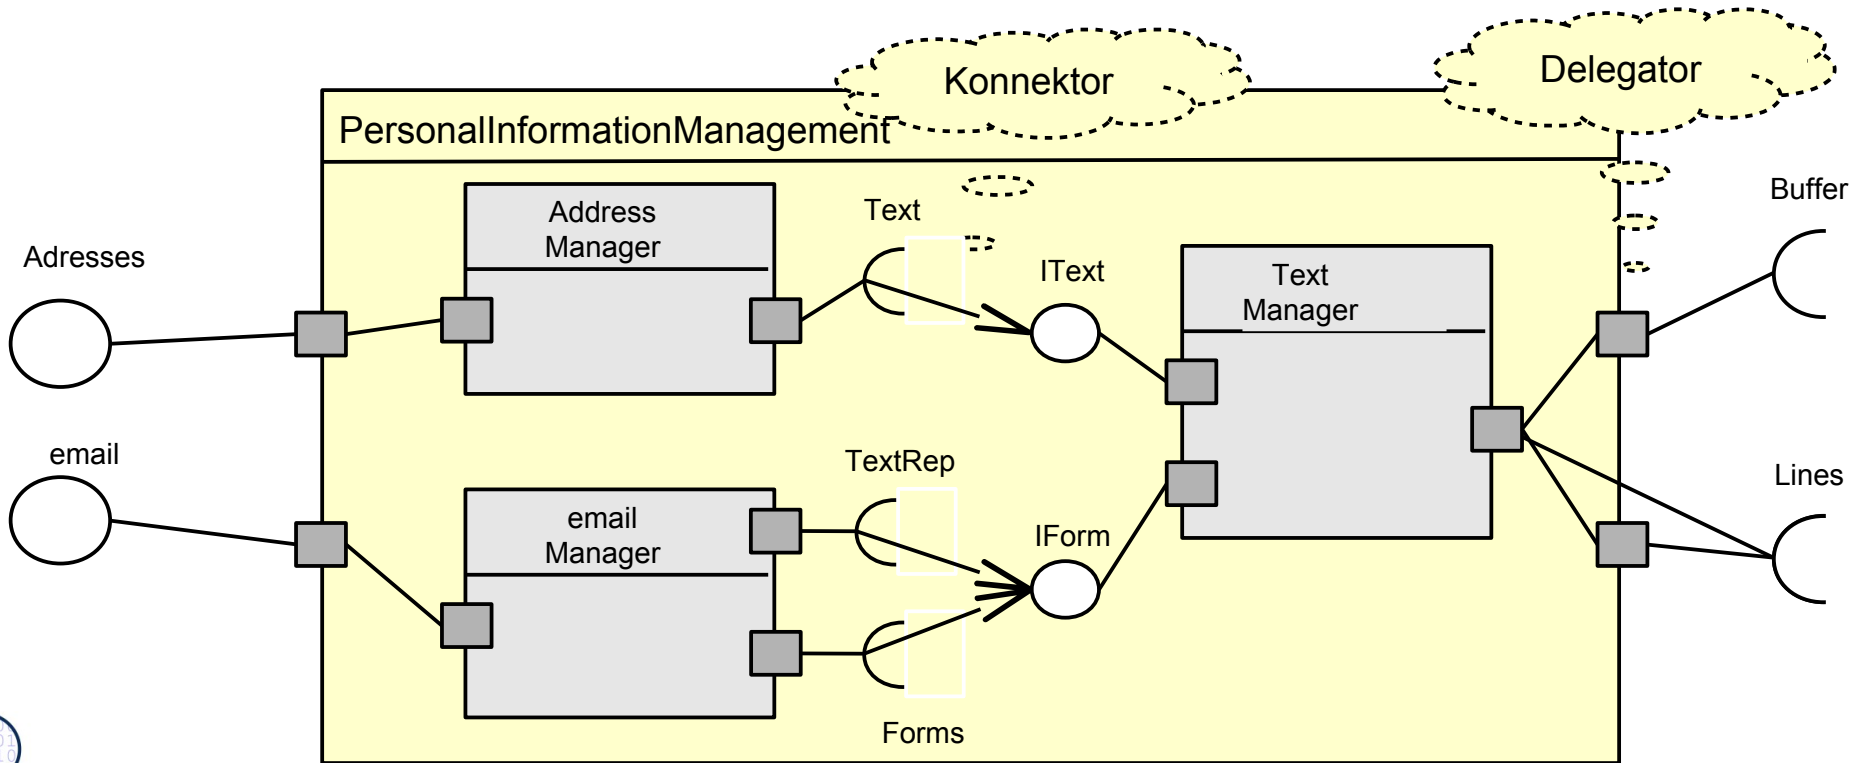 Konnektor
Delegator
PersonalInformationManagement
Buffer
Address
Manager
Text
Adresses
IText
Text
Manager
email
TextRep
Lines
email
Manager
IForm
Forms